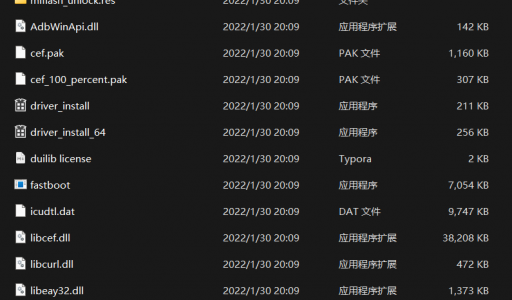 miflash_unlock.res 2022/1/30 20:09 文件夹
AdbWinApi.dll 2022/1/30 20:09 应用程序扩展 142 KB
cef.pak 2022/1/30 20:09 PAK 文件 1,160 KB
cef_100_percent.pak 2022/1/30 20:09 PAK 文件 307 KB
driver_install 2022/1/30 20:09 应用程序 211 KB
driver_install_64 2022/1/30 20:09 应用程序 256 KB
duilib license 2022/1/30 20:09 Typora 2 KB
fastboot 2022/1/30 20:09 应用程序 7,054 KB
icudtl.dat 2022/1/30 20:09 DAT 文件 9,747 KB
libcef.dll 2022/1/30 20:09 应用程序扩展 38,208 KB
libcurl.dll 2022/1/30 20:09 应用程序扩展 472 KB
libeay32.dll 2022/1/30 20:09 应用程序扩展 1,373 KB